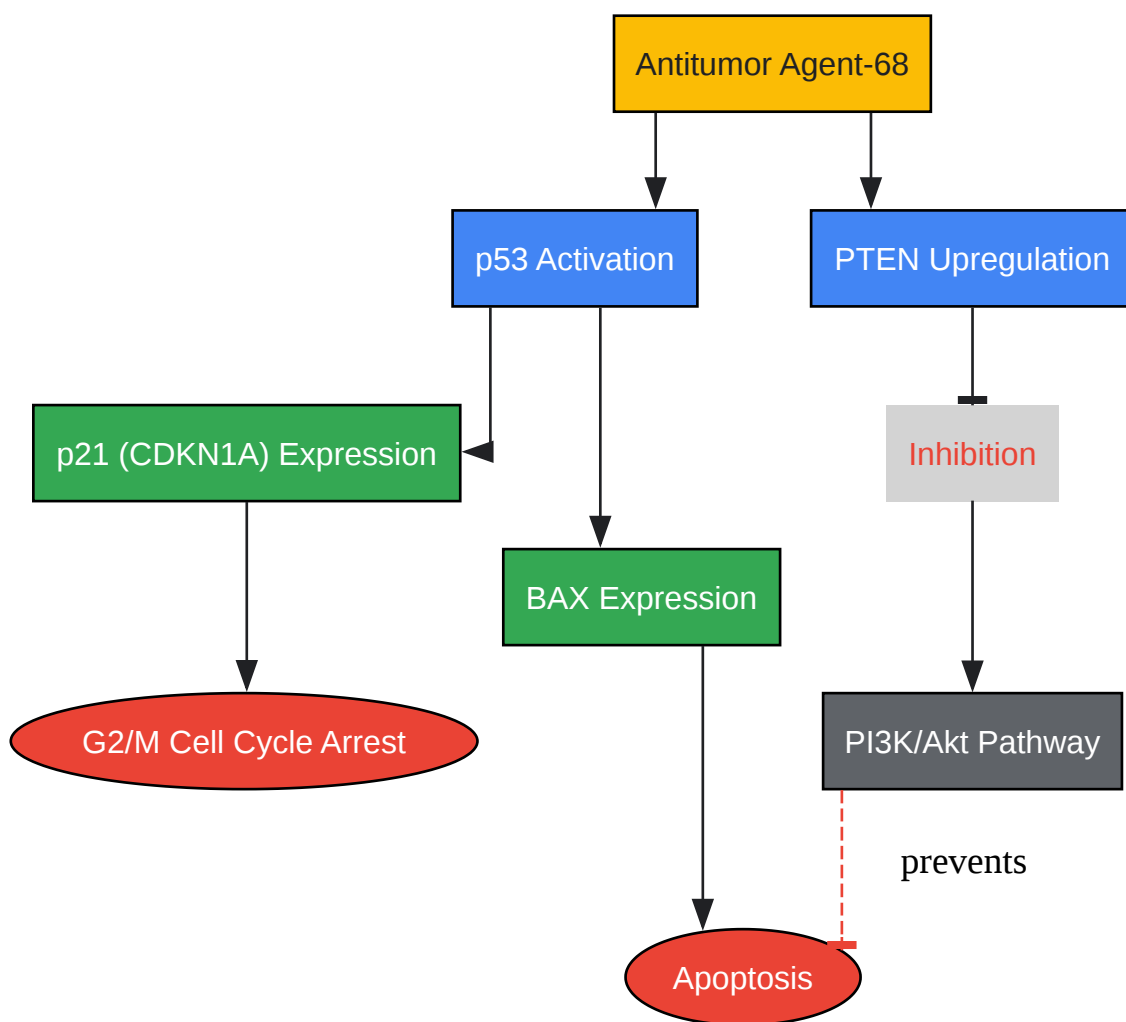 Antitumor Agent-68
p53 Activation
PTEN Upregulation
p21 (CDKN1A) Expression
Inhibition
BAX Expression
G2/M Cell Cycle Arrest
PI3K/Akt Pathway
prevents
Apoptosis